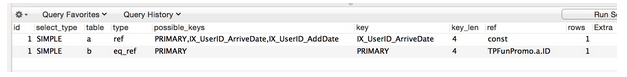 Query Favorites Query History Run Se
id select_type table type possible_keys key key_len ref rows Extra
1 SIMPLE a ref PRIMARY,IX_UserID_ArriveDate,IX_UserID_AddDate IX_UserID_ArriveDate 4 const 1
1 SIMPLE b eq_ref PRIMARY PRIMARY 4 TPFunPromo.a.ID 1